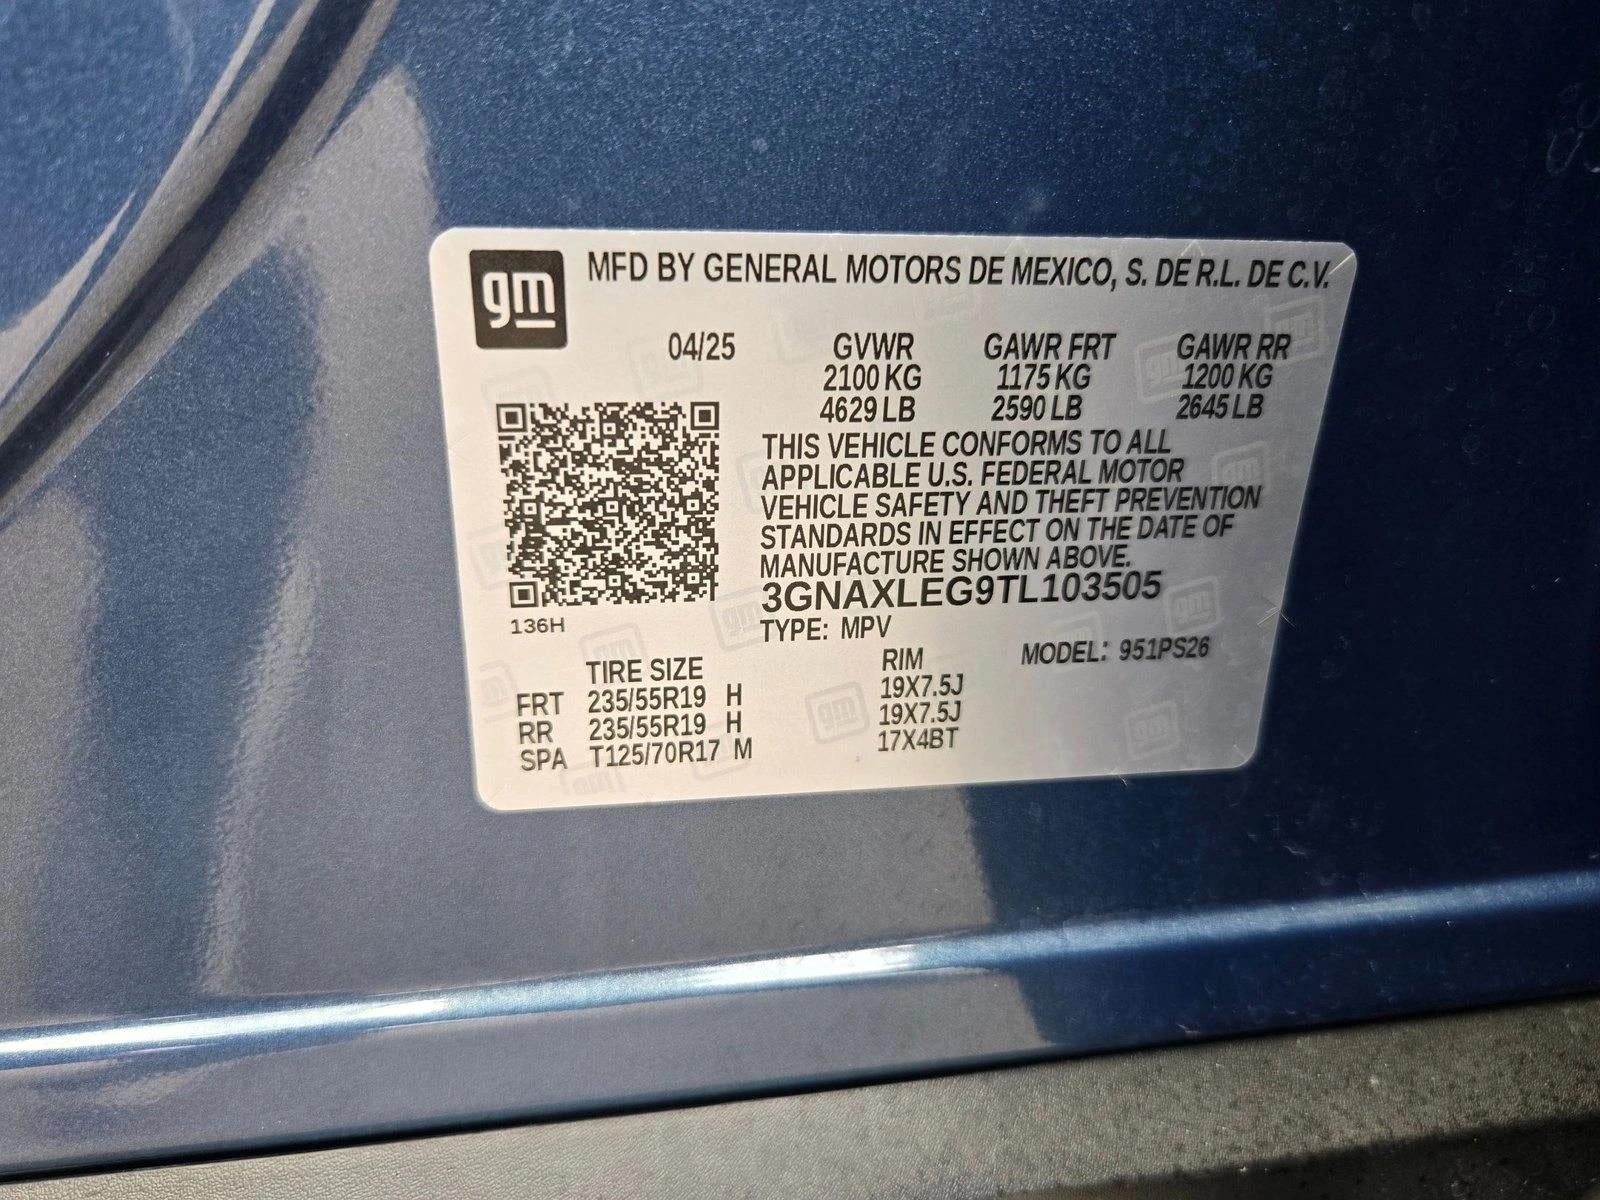 gm
MFD BY GENERAL MOTORS DE MEXICO, S. DE R.L. DE C.V.
04/25 GVWR GAWR FRT GAWR RR
2100 KG 1175 KG 1200 KG
4629 LB 2590 LB 2645 LB
THIS VEHICLE CONFORMS TO ALL
APPLICABLE U.S. FEDERAL MOTOR
VEHICLE SAFETY AND THEFT PREVENTION
STANDARDS IN EFFECT ON THE DATE OF
MANUFACTURE SHOWN ABOVE.
3GNAXLEG9TL103505
136H
TYPE: MPV
MODEL: 951PS26
TIRE SIZE RIM
FRT 235/55R19 H 19X7.5J
RR 235/55R19 H 19X7.5J
SPA T125/70R17 M 17X4BT